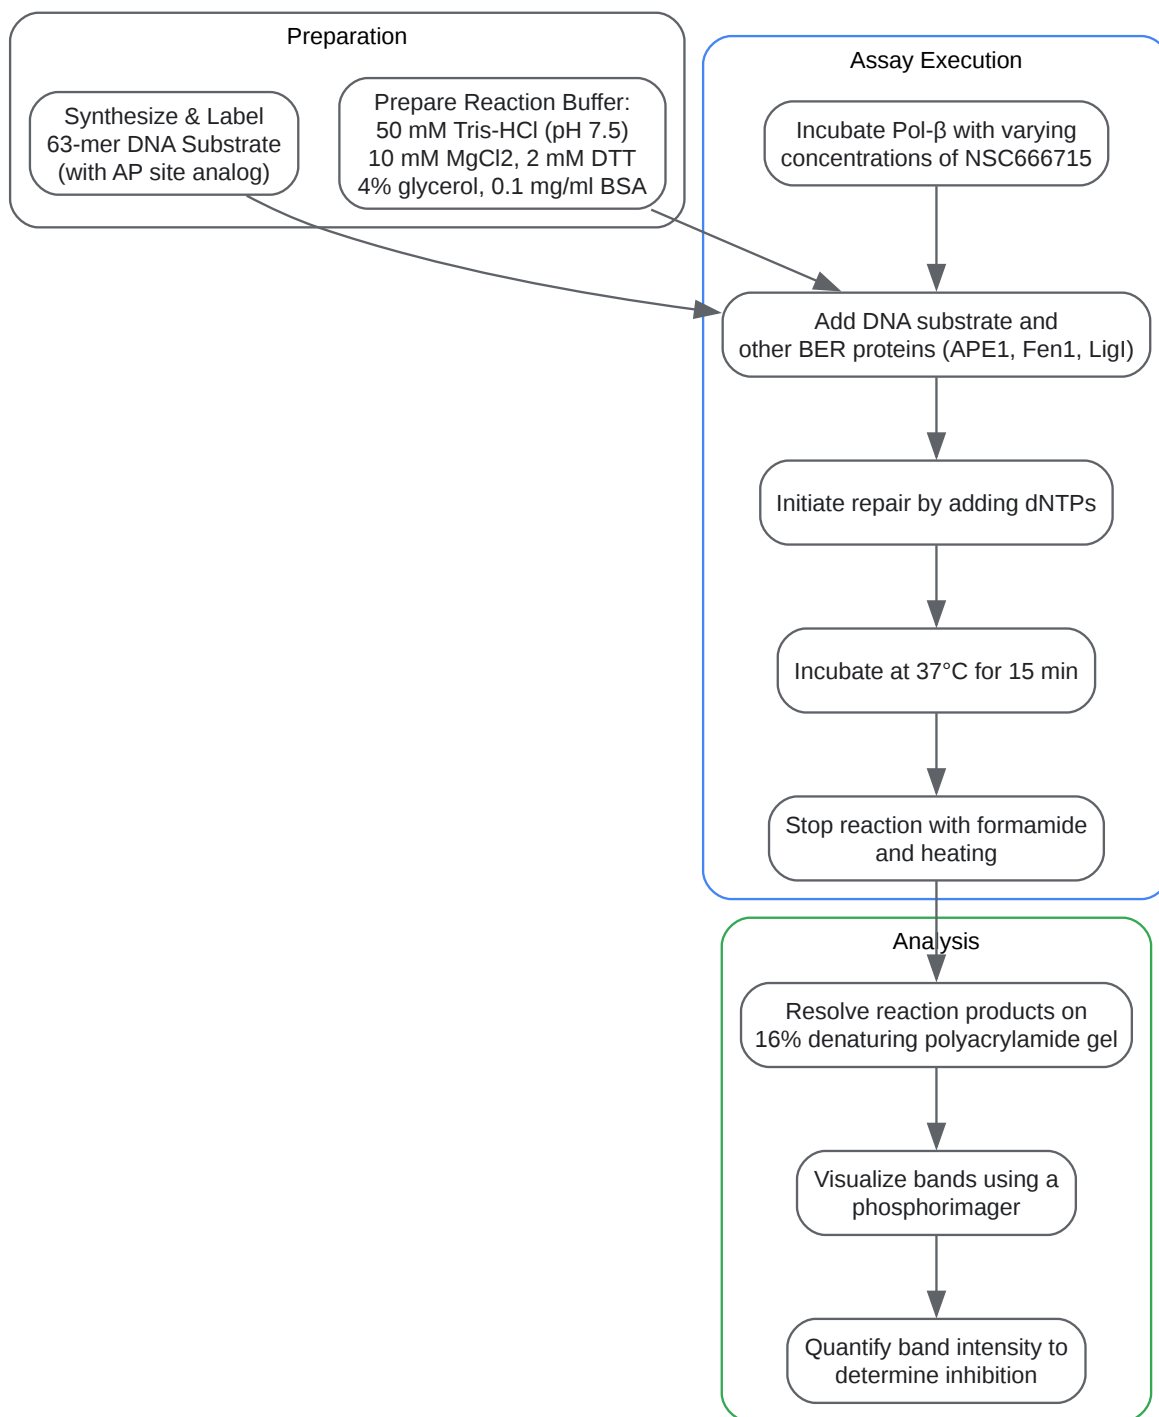 Preparation
Synthesize & Label
63-mer DNA Substrate
(with AP site analog)
Prepare Reaction Buffer:
50 mM Tris-HCl (pH 7.5)
10 mM MgCl2, 2 mM DTT
4% glycerol, 0.1 mg/ml BSA
Assay Execution
Incubate Pol-β with varying
concentrations of NSC666715
Add DNA substrate and
other BER proteins (APE1, Fen1, LigI)
Initiate repair by adding dNTPs
Incubate at 37°C for 15 min
Stop reaction with formamide
and heating
Analysis
Resolve reaction products on
16% denaturing polyacrylamide gel
Visualize bands using a
phosphorimager
Quantify band intensity to
determine inhibition